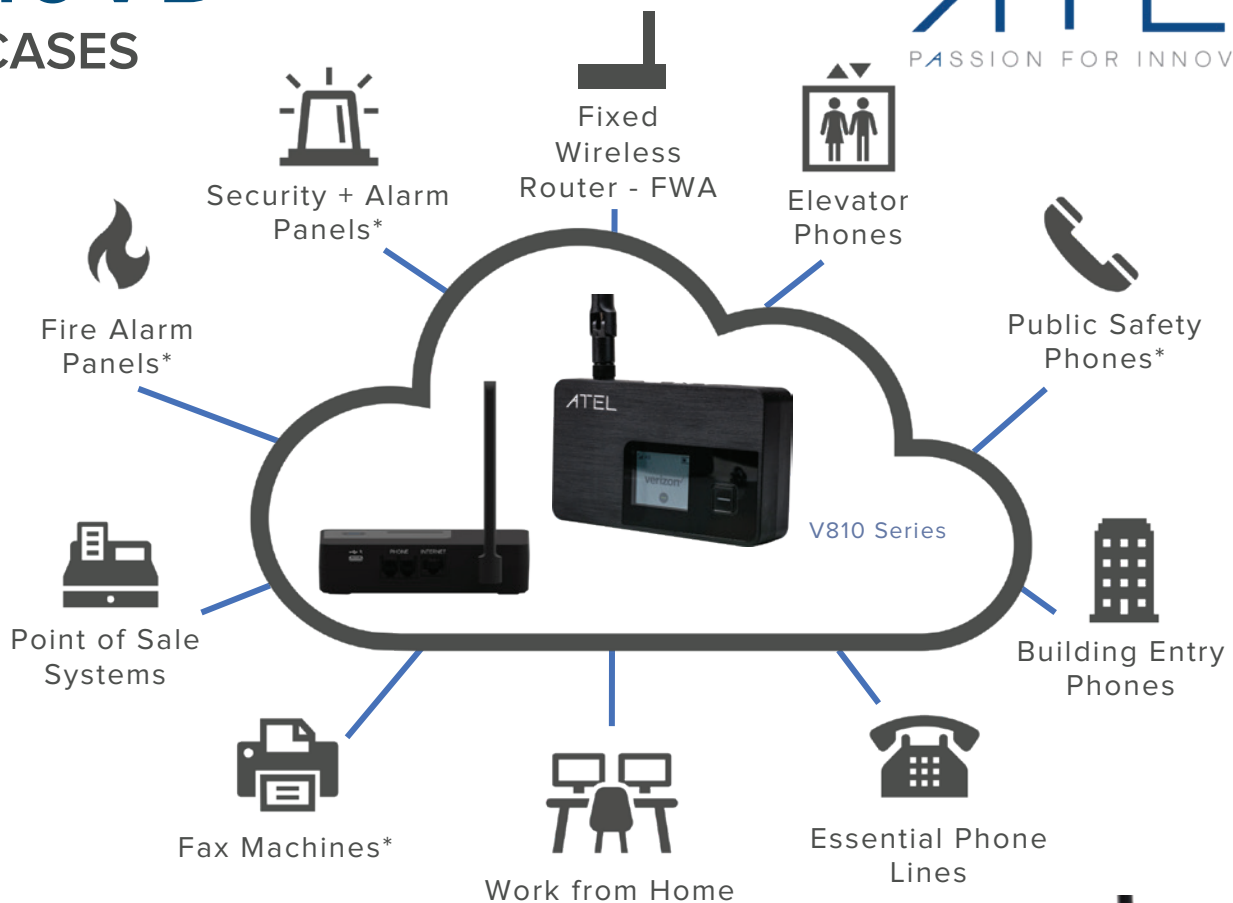 CASES
ATEL
PASSION FOR INNOV
Fixed
Wireless
Router - FWA
Security + Alarm
Panels*
Elevator
Phones
Fire Alarm
Panels*
Public Safety
Phones*
ATEL
verizon
V810 Series
PHONE INTERNET
Point of Sale
Systems
Building Entry
Phones
Fax Machines*
Essential Phone
Lines
Work from Home